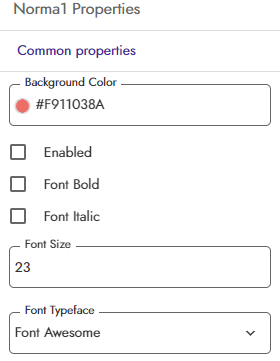 Norma1 Properties
Common properties
Background Color
#F911038A
Enabled
Font Bold
Font Italic
Font Size
23
Font Typeface
Font Awesome